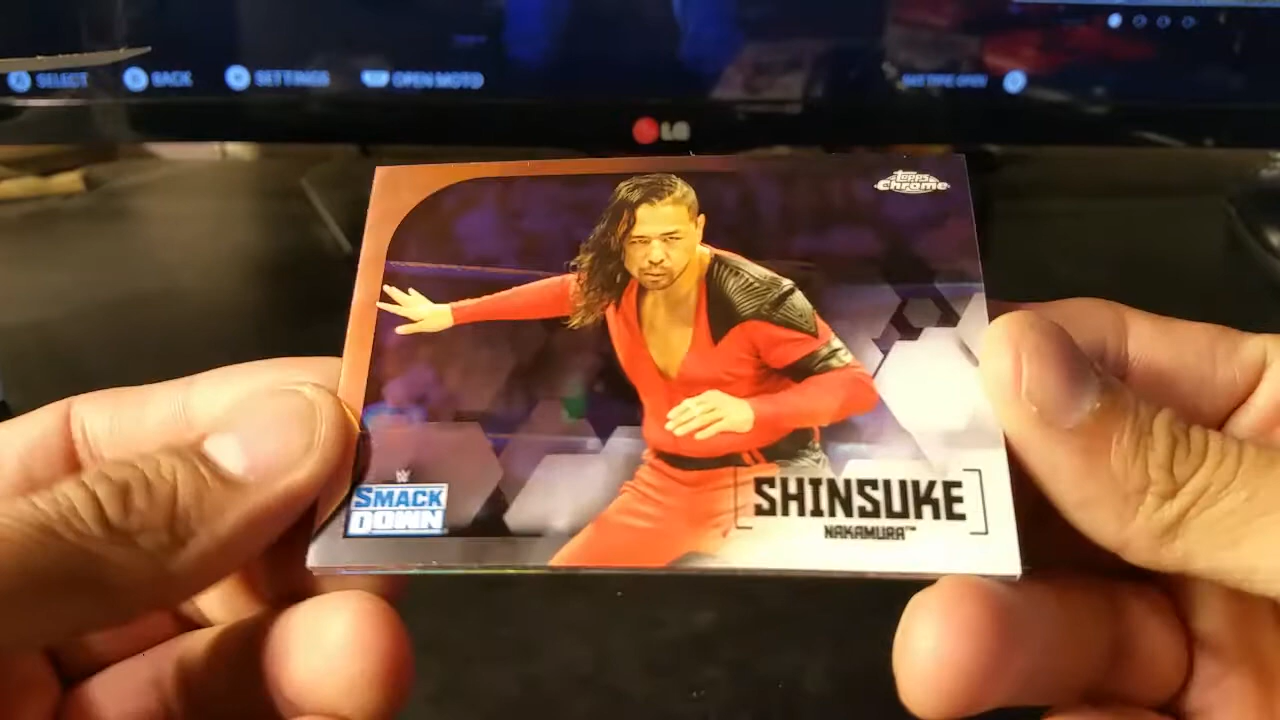 SELECT BACK SETTINGS OPEN MOTD
LG
Topps
Chrome
W
SMACK
DOWN
SHINSUKE
NAKAMURA™